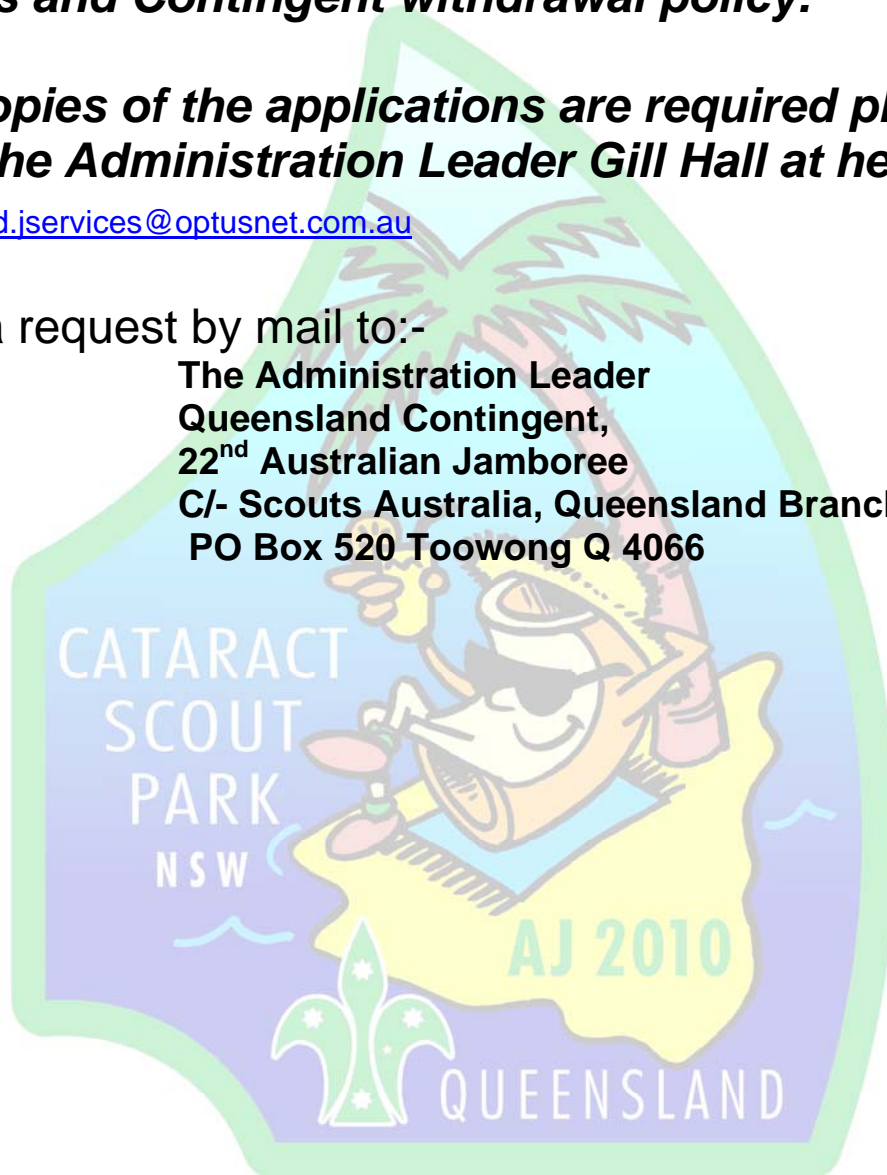 s and Contingent withdrawal policy.
opies of the applications are required pl
he Administration Leader Gill Hall at he
d.jservices@optusnet.com.au
a request by mail to:-
The Administration Leader
Queensland Contingent,
22nd Australian Jamboree
C/- Scouts Australia, Queensland Branch
PO Box 520 Toowong Q 4066
CATARACT
SCOUT
PARK
NSW
AJ 2010
QUEENSLAND